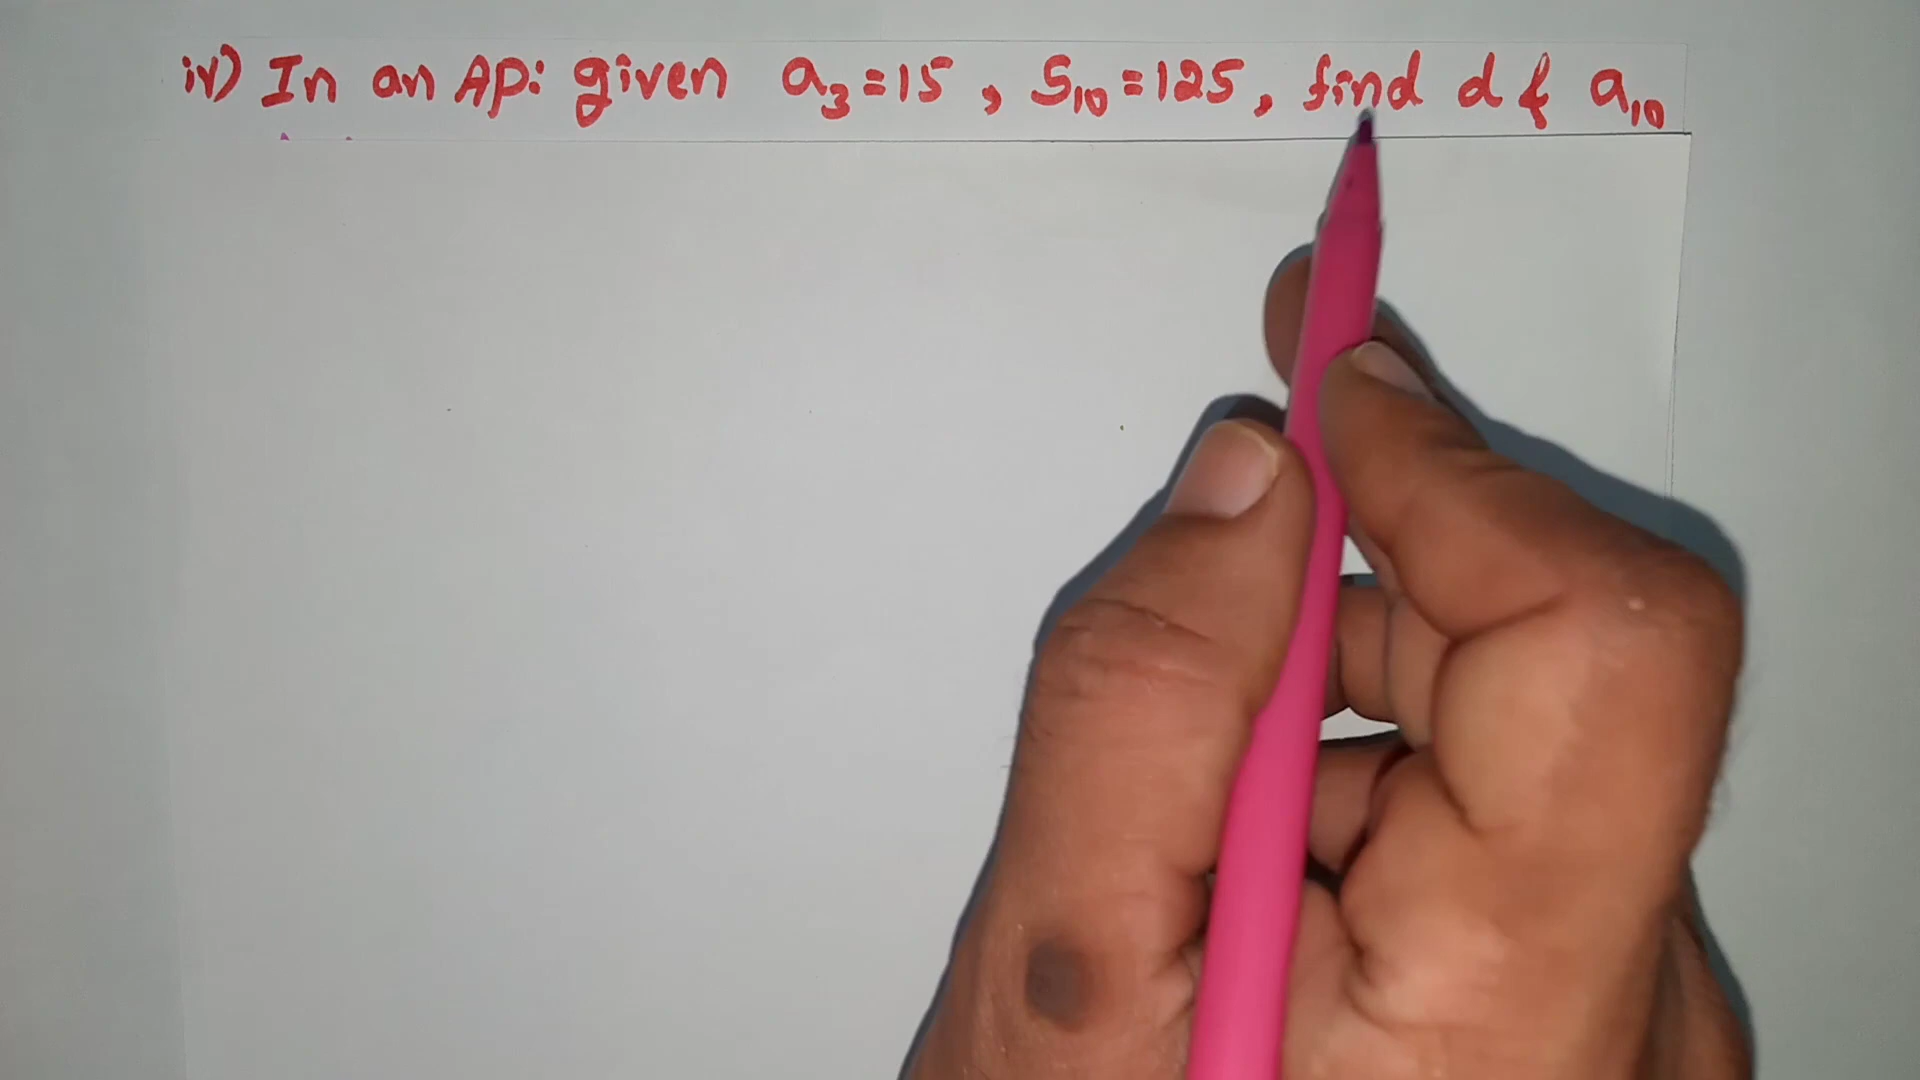 iv) In an AP: given a₃=15, S₁₀=125, find d & a₁₀